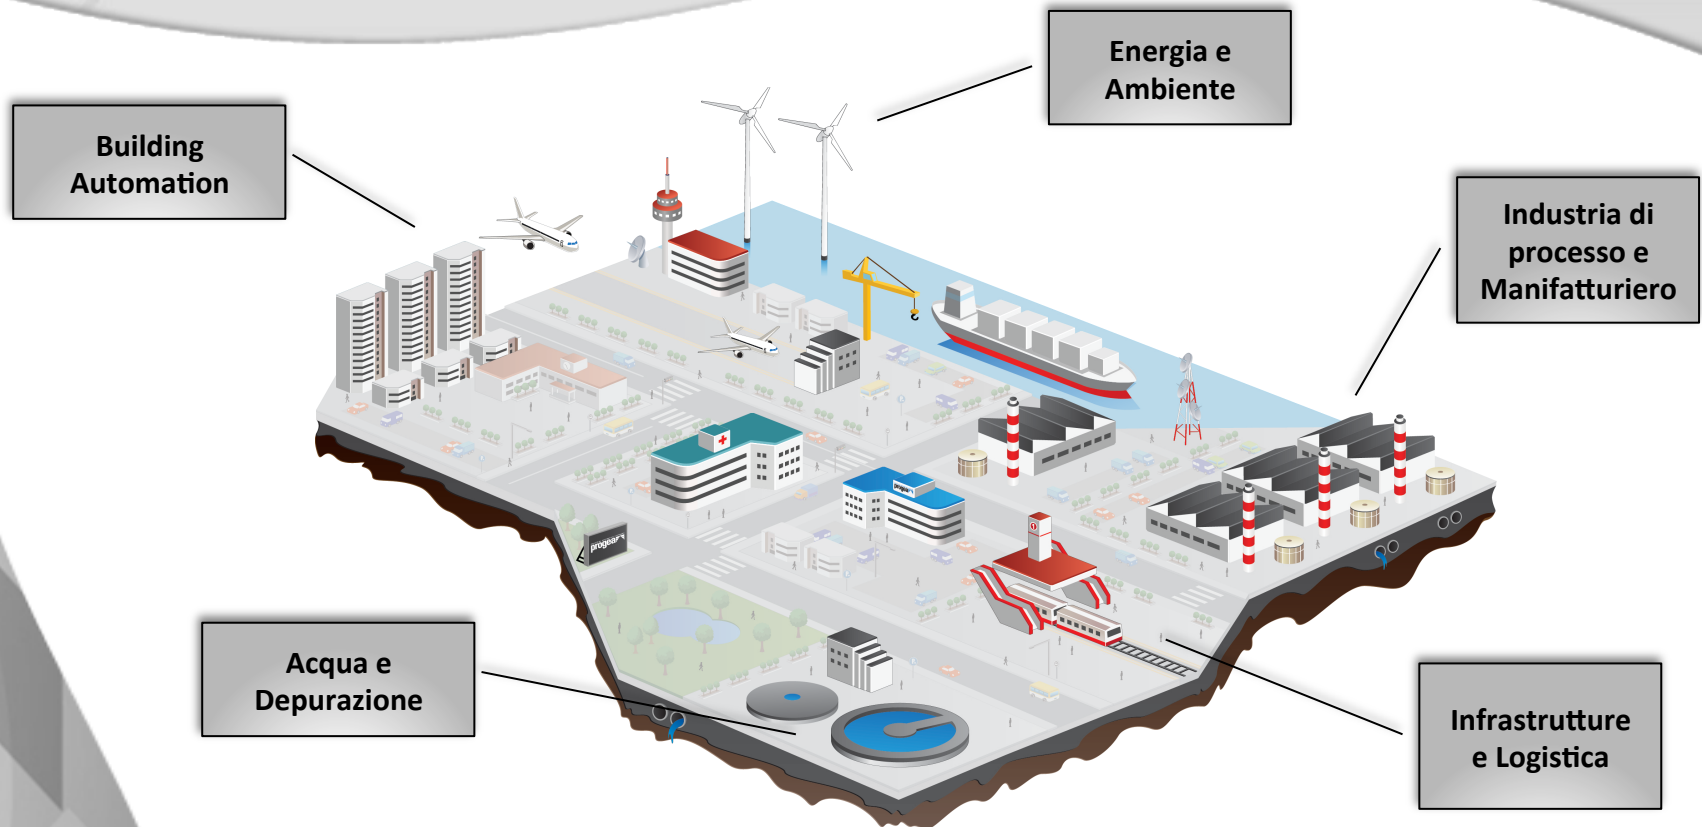 Energia e
Ambiente
Building
Automation
Industria di
processo e
Manifatturiero
Acqua e
Depurazione
Infrastrutture
e Logistica